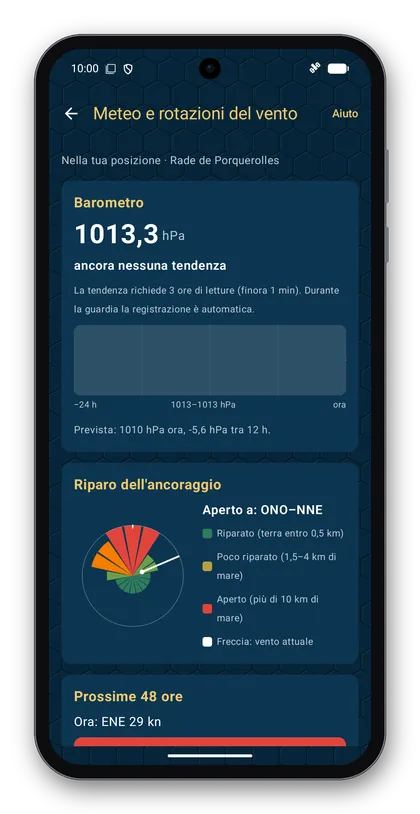 10:00
Meteo e rotazioni del vento
Aiuto
Nella tua posizione · Rade de Porquerolles
Barometro
1013,3 hPa
ancora nessuna tendenza
La tendenza richiede 3 ore di letture (finora 1 min). Durante
la guardia la registrazione è automatica.
−24 h
1013–1013 hPa
ora
Prevista: 1010 hPa ora, -5,6 hPa tra 12 h.
Riparo dell'ancoraggio
Aperto a: ONO–NNE
Riparato (terra entro 0,5 km)
Poco riparato (1,5–4 km di
mare)
Aperto (più di 10 km di
mare)
Freccia: vento attuale
Prossime 48 ore
Ora: ENE 29 kn